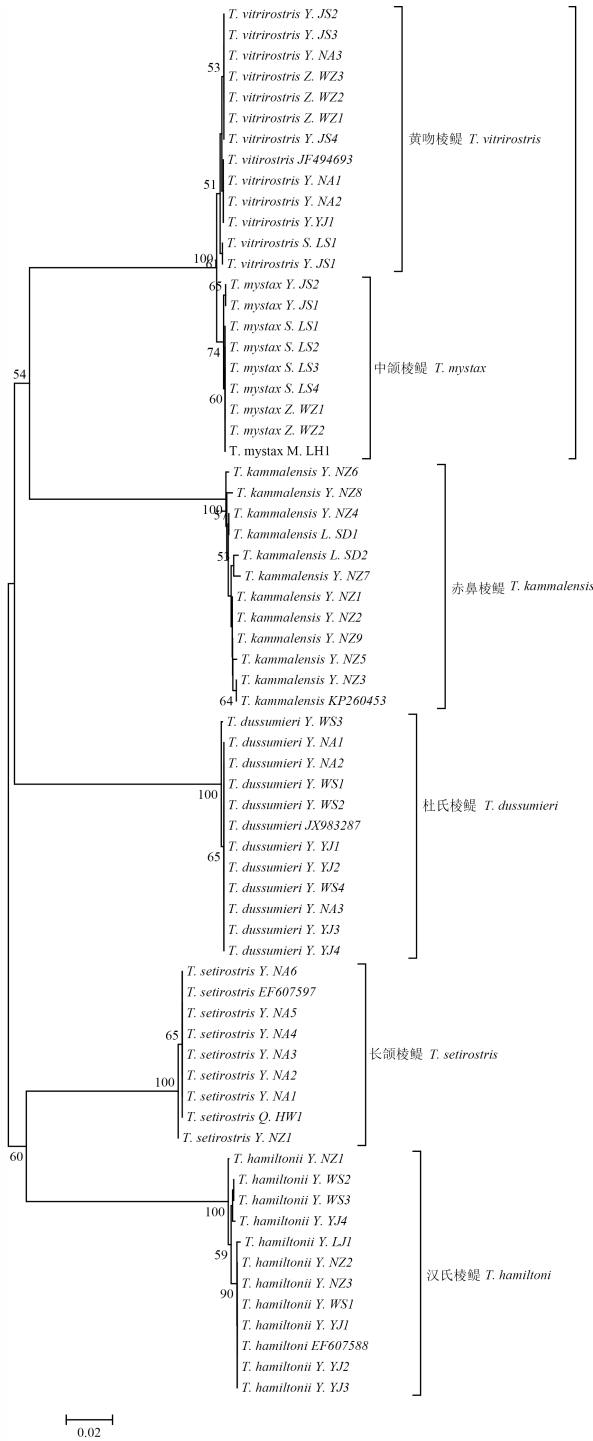 T. vitrirostris Y. JS2
T. vitrirostris Y. JS3
T. vitrirostris Y. NA3
53
T. vitrirostris Z. WZ3
T. vitrirostris Z. WZ2
T. vitrirostris Z. WZ1
T. vitrirostris Y. JS4
黄吻棱鳀 T. vitrirostris
T. vitirostris JF494693
T. vitrirostris Y. NA1
51
T. vitrirostris Y. NA2
T. vitrirostris Y.YJ1
T. vitrirostris S. LS1
100
61
T. vitrirostris Y. JS1
T. mystax Y. JS2
65
T. mystax Y. JS1
T. mystax S. LS1
T. mystax S. LS2
74
T. mystax S. LS3
中颌棱鳀 T. mystax
54
T. mystax S. LS4
60
T. mystax Z. WZ1
T. mystax Z. WZ2
T. mystax M. LH1
T. kammalensis Y. NZ6
T. kammalensis Y. NZ8
100
57
T. kammalensis Y. NZ4
T. kammalensis L. SD1
T. kammalensis L. SD2
T. kammalensis Y. NZ7
赤鼻棱鳀 T. kammalensis
T. kammalensis Y. NZ1
T. kammalensis Y. NZ2
T. kammalensis Y. NZ9
T. kammalensis Y. NZ5
T. kammalensis Y. NZ3
64
T. kammalensis KP260453
T. dussumieri Y. WS3
T. dussumieri Y. NA1
T. dussumieri Y. NA2
T. dussumieri Y. WS1
100
T. dussumieri Y. WS2
杜氏棱鳀 T. dussumieri
T. dussumieri JX983287
T. dussumieri Y. YJ1
65
T. dussumieri Y. YJ2
T. dussumieri Y. WS4
T. dussumieri Y. NA3
T. dussumieri Y. YJ3
T. dussumieri Y. YJ4
T. setirostris Y. NA6
T. setirostris EF607597
T. setirostris Y. NA5
65
T. setirostris Y. NA4
T. setirostris Y. NA3
长颌棱鳀 T. setirostris
100
T. setirostris Y. NA2
T. setirostris Y. NA1
T. setirostris Q. HW1
T. setirostris Y. NZ1
60
T. hamiltonii Y. NZ1
T. hamiltonii Y. WS2
T. hamiltonii Y. WS3
100
T. hamiltonii Y. YJ4
T. hamiltonii Y. LJ1
59
T. hamiltonii Y. NZ2
T. hamiltonii Y. NZ3
汉氏棱鳀 T. hamiltoni
90
T. hamiltonii Y. WS1
T. hamiltonii Y. YJ1
T. hamiltoni EF607588
T. hamiltonii Y. YJ2
T. hamiltonii Y. YJ3
0.02